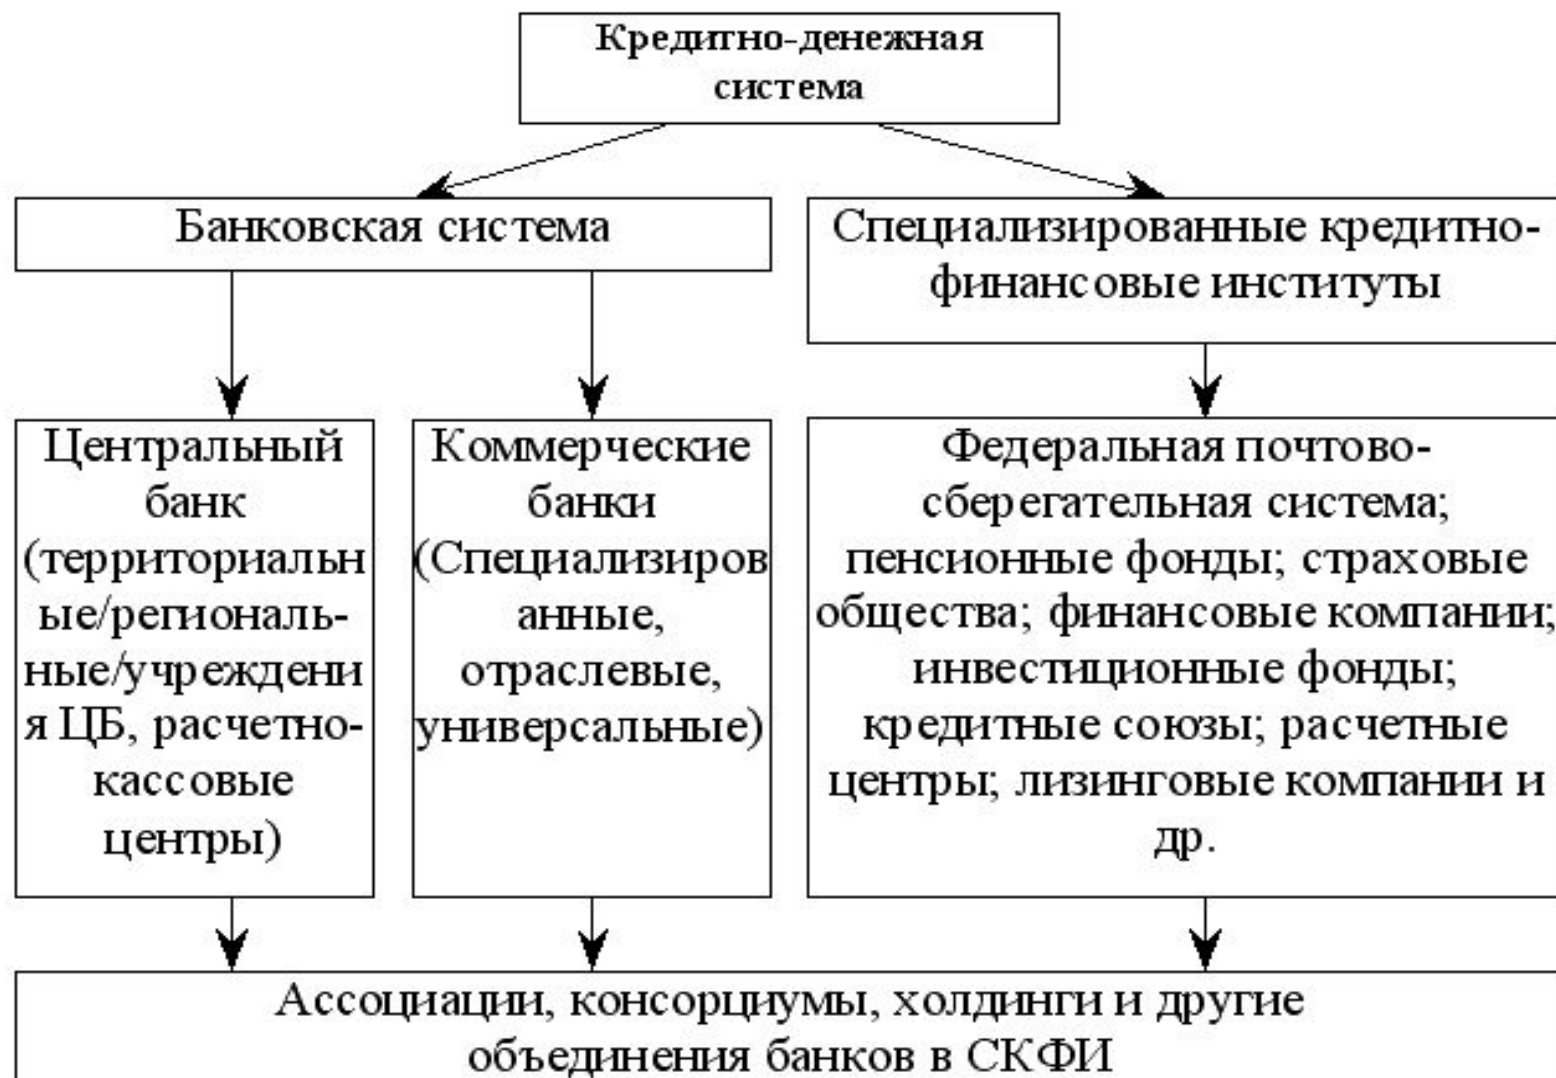 Кредитно-денежная
система
Банковская система
Специализированные кредитно-
финансовые институты
Центральный
банк
(территориальн
ые/региональ-
ные/учреждени
я ЦБ, расчетно-
кассовые
центры)
Коммерческие
банки
(Специализиров
анные,
отраслевые,
универсальные)
Федеральная почтово-
сберегательная система;
пенсионные фонды; страховые
общества; финансовые компании;
инвестиционные фонды;
кредитные союзы; расчетные
центры; лизинговые компании и
др.
Ассоциации, консорциумы, холдинги и другие
объединения банков в СКФИ